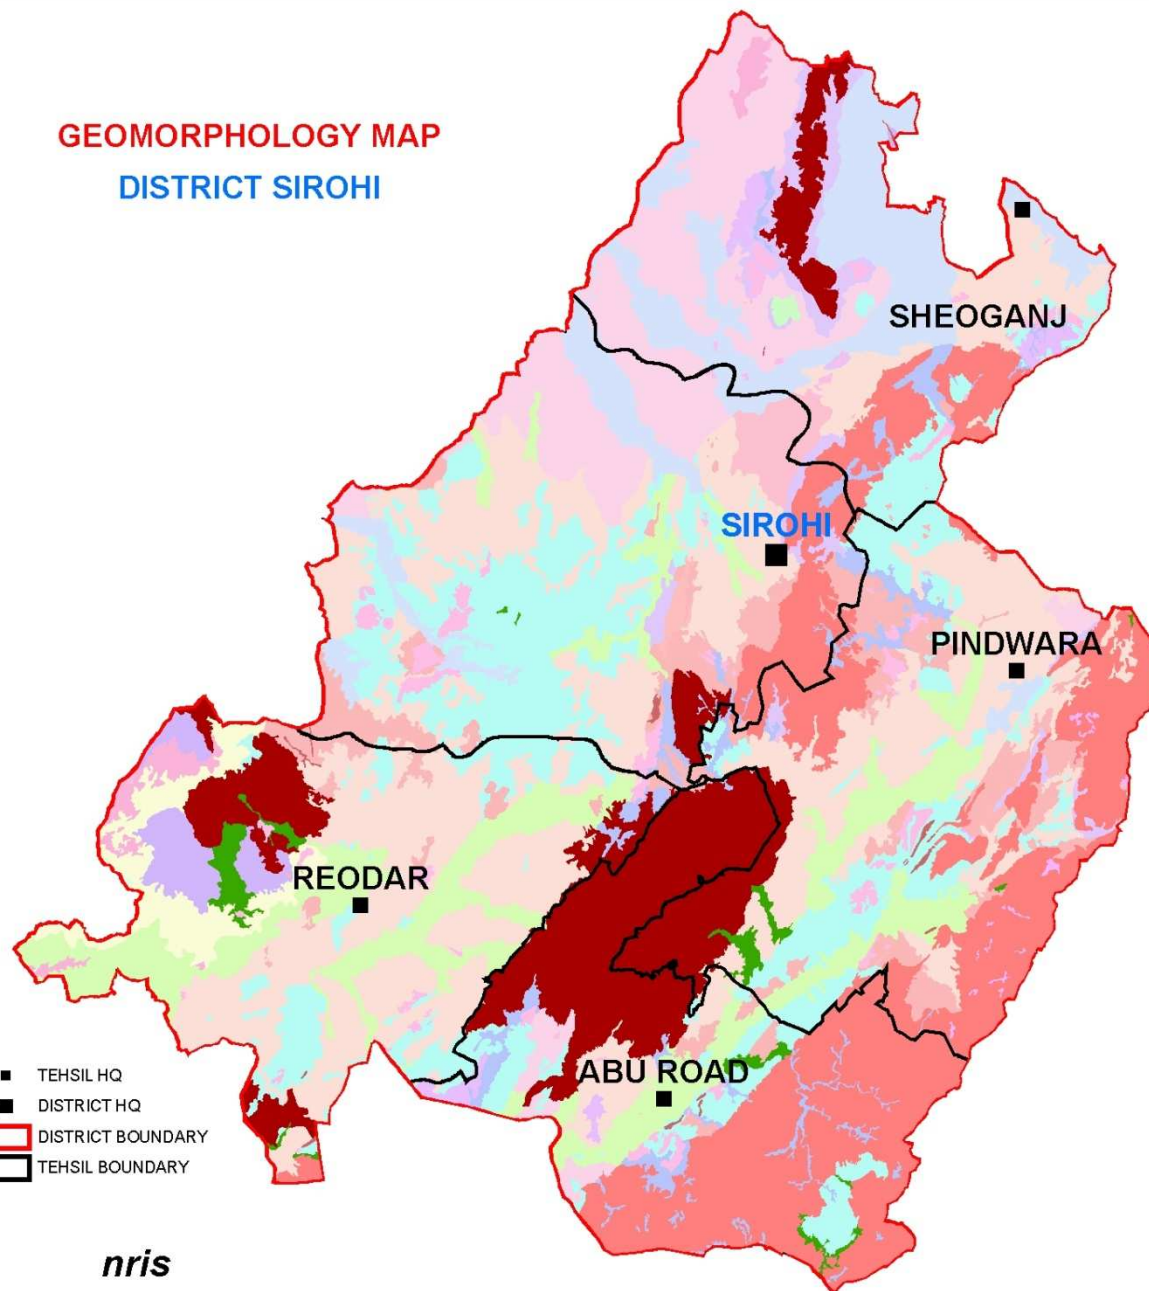 GEOMORPHOLOGY MAP
DISTRICT SIROHI
SHEOGANJ
SIROHI
PINDWARA
REODAR
ABU ROAD
TEHSIL HQ
DISTRICT HQ
DISTRICT BOUNDARY
TEHSIL BOUNDARY
nris